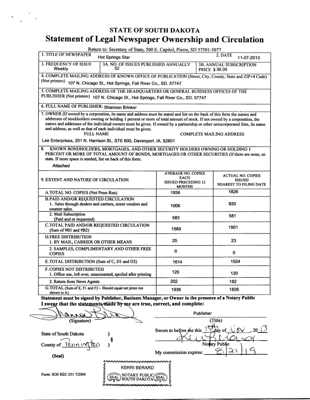 STATE OF SOUTH DAKOTA
Statement of Legal Newspaper Ownership and Circulation
Return to: Secretary of State, 500 E. Capitol, Pierre, SD 57501-5077
1. TITLE OF NEWSPAPER
Hot Springs Star
2. DATE
11-07-2013
3. FREQUENCY OF ISSUE
Weekly
3A. NO. OF ISSUES PUBLISHED ANNUALLY
52
3B. ANNUAL SUBSCRIPTION
PRICE: $ 36.00
4. COMPLETE MAILING ADDRESS OF KNOWN OFFICE OF PUBLICATION (Street, City, County, State and ZIP+4 Code)
(Not printers) 107 N. Chicago St., Hot Springs, Fall River Co., SD. 57747
5. COMPLETE MAILING ADDRESS OF THE HEADQUARTERS OR GENERAL BUSINESS OFFICES OF THE
PUBLISHER (Not printers) 107 N. Chicago St., Hot Springs, Fall River Co., SD. 57747
6. FULL NAME OF PUBLISHER: Shannon Brinker
7. OWNER (If owned by a corporation, its name and address must be stated and list on the back of this form the names and
addresses of stockholders owning or holding 1 percent or more of total amount of stock. If not owned by a corporation, the
names and addresses of the individual owners must be given. If owned by a partnership or other unincorporated firm, its name
and address, as well as that of each individual must be given.
FULL NAME COMPLETE MAILING ADDRESS
Lee Enterprises, 201 N. Harrison St., STE 600, Davenport, IA. 52801
8. KNOWN BONDHOLDERS, MORTGAGES, AND OTHER SECURITY HOLDERS OWNING OR HOLDING 1
PERCENT OR MORE OF TOTAL AMOUNT OF BONDS, MORTGAGES OR OTHER SECURITIES (If there are none, so
state. If more space is needed, list on back of this form.
Attached
9. EXTENT AND NATURE OF CIRCULATION
AVERAGE NO. COPIES
EACH
ISSUED PRECEDING 12
MONTHS
ACTUAL NO. COPIES
ISSUED
NEAREST TO FILING DATE
A. TOTAL NO. COPIES (Net Press Run) 1936 1826
B. PAID AND/OR REQUESTED CIRCULATION
1. Sales through dealers and carriers, street vendors and
counter sales.
1006 820
2. Mail Subscription
(Paid and or requested)
583 681
C. TOTAL PAID AND/OR REQUESTED CIRCULATION
(Sum of 9B1 and 9B2)
1589 1501
D. FREE DISTRIBUTION
1. BY MAIL, CARRIER OR OTHER MEANS
25 23
2. SAMPLES, COMPLIMENTARY AND OTHER FREE
COPIES
0 0
E. TOTAL DISTRIBUTION (Sum of C, D1 and D2) 1614 1524
F. COPIES NOT DISTRIBUTED
1. Office use, left over, unaccounted, spoiled after printing
120 120
2. Return from News Agents 202 182
G. TOTAL (Sum of E, F1 and F2 - Should equal net press run
shown in A)
1936 1826
Statement must be signed by Publisher, Business Manager, or Owner in the presence of a Notary Public
I swear that the statements made by me are true, correct, and complete:
Publisher
(Signature) (Title)
State of South Dakota )
County of Pennington )
(Seal)
Sworn to before me this day of Nov, 2013
Notary Public
My commission expires: 8/21/19
KERRI BERARD
NOTARY PUBLIC
SOUTH DAKOTA
SEAL SEAL
Form: SOS REC 051 7/2004